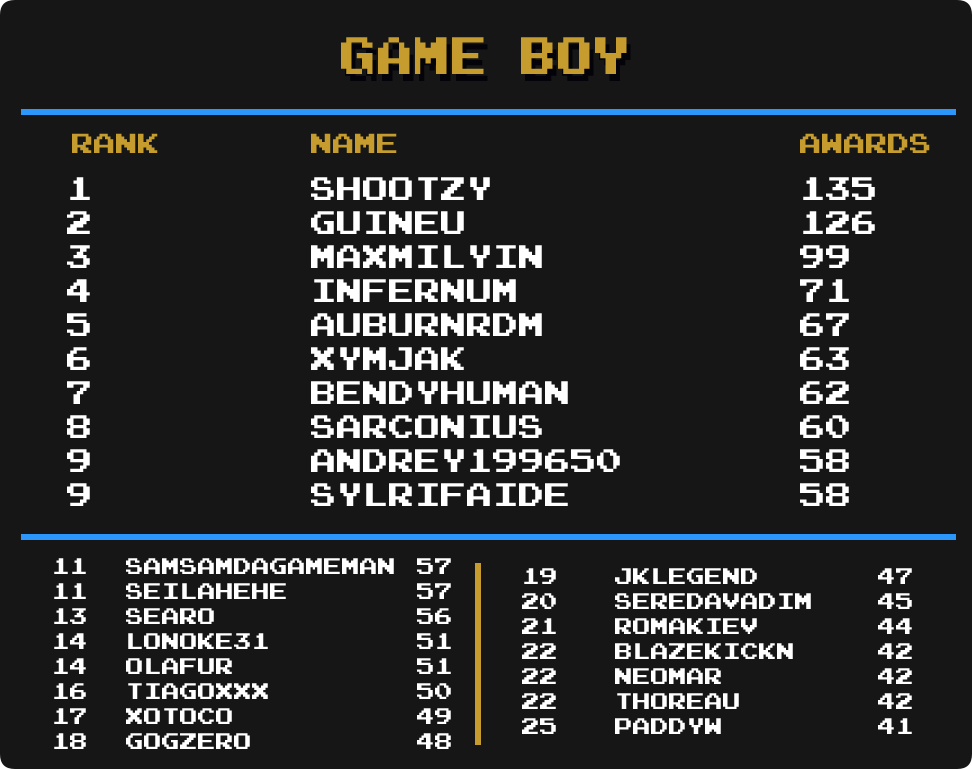 GAME BOY
RANK NAME AWARDS
1 SHOOTZY 135
2 GUINEU 126
3 MAXMILYIN 99
4 INFERNUM 71
5 AUBURNRDM 67
6 XYMJAK 63
7 BENDYHUMAN 62
8 SARCONIUS 60
9 ANDREY199650 58
9 SYLRIFAIDE 58
11 SAMSAMDAGAMEMAN 57
11 SEILAHEHE 57
13 SEARO 56
14 LONOKE31 51
14 OLAFUR 51
16 TIAGOXXX 50
17 XOTOCO 49
18 GOGZERO 48
19 JKLEGEND 47
20 SEREDAVADIM 45
21 ROMAKIEV 44
22 BLAZEKICKN 42
22 NEOMAR 42
22 THOREAU 42
25 PADDYW 41